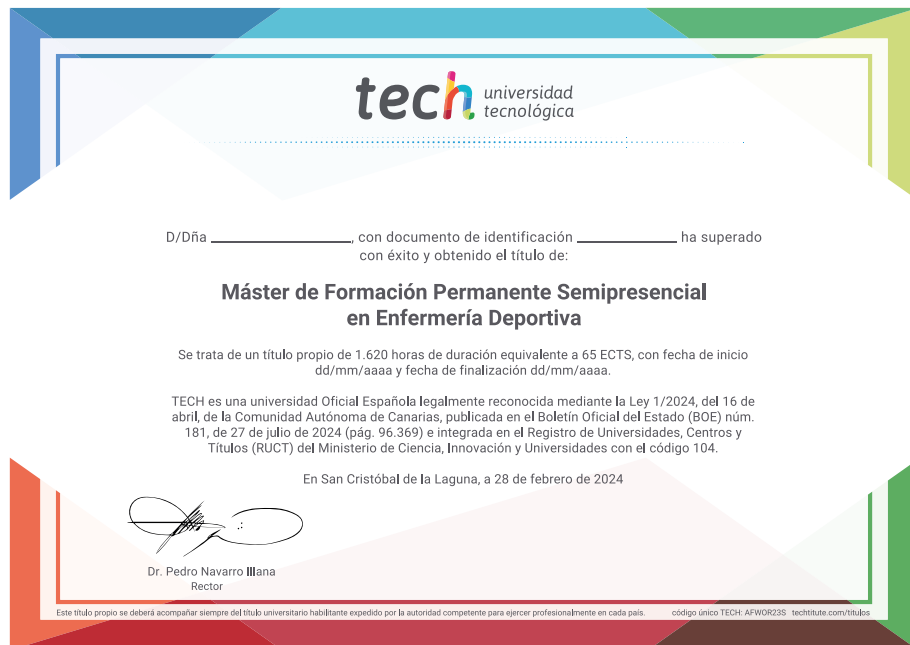 tech universidad
tecnológica
D/Dña ____________________, con documento de identificación ______________ ha superado
con éxito y obtenido el título de:
Máster de Formación Permanente Semipresencial
en Enfermería Deportiva
Se trata de un título propio de 1.620 horas de duración equivalente a 65 ECTS, con fecha de inicio
dd/mm/aaaa y fecha de finalización dd/mm/aaaa.
TECH es una universidad Oficial Española legalmente reconocida mediante la Ley 1/2024, del 16 de
abril, de la Comunidad Autónoma de Canarias, publicada en el Boletín Oficial del Estado (BOE) núm.
181, de 27 de julio de 2024 (pág. 96.369) e integrada en el Registro de Universidades, Centros y
Títulos (RUCT) del Ministerio de Ciencia, Innovación y Universidades con el código 104.
En San Cristóbal de la Laguna, a 28 de febrero de 2024
Dr. Pedro Navarro Illana
Rector
Este título propio se deberá acompañar siempre del título universitario habilitante expedido por la autoridad competente para ejercer profesionalmente en cada país. código único TECH: AFWOR23S techtitute.com/titulos